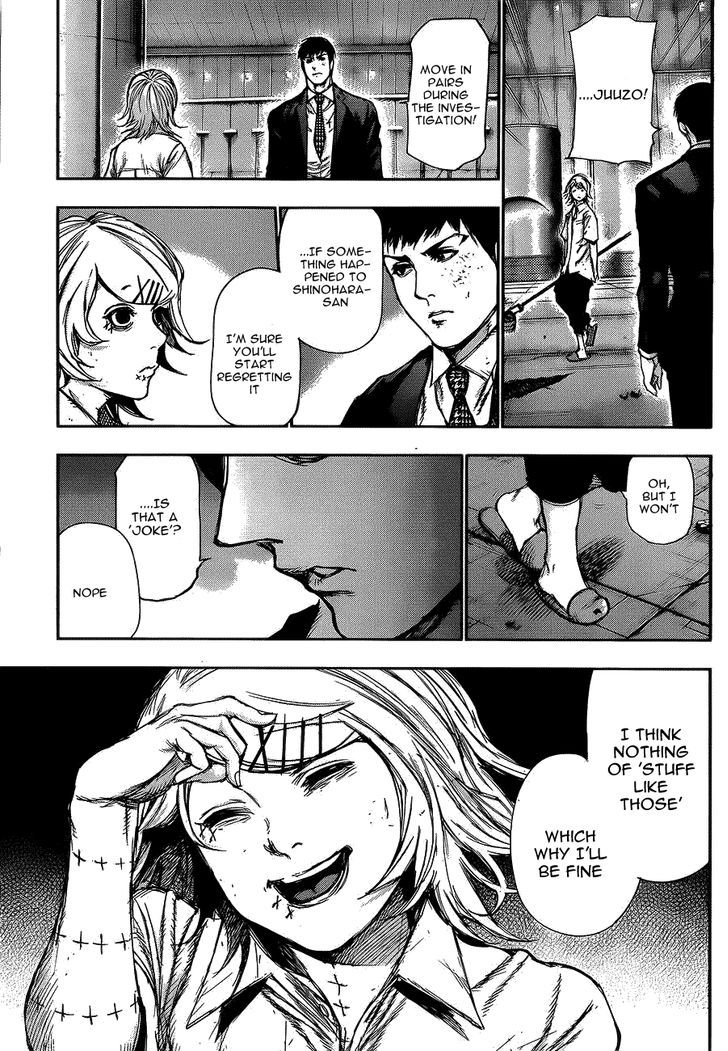 ....JUUZO!
MOVE IN
PAIRS
DURING
THE INVES-
TIGATION!
...IF SOME-
THING HAP-
PENED TO
SHINOHARA-
SAN
I'M SURE
YOU'LL
START
REGRETTING
IT
OH,
BUT I
WON'T
....IS
THAT A
'JOKE'?
NOPE
I THINK
NOTHING
OF 'STUFF
LIKE
THOSE'
WHICH
WHY I'LL
BE FINE
XIII
XIII